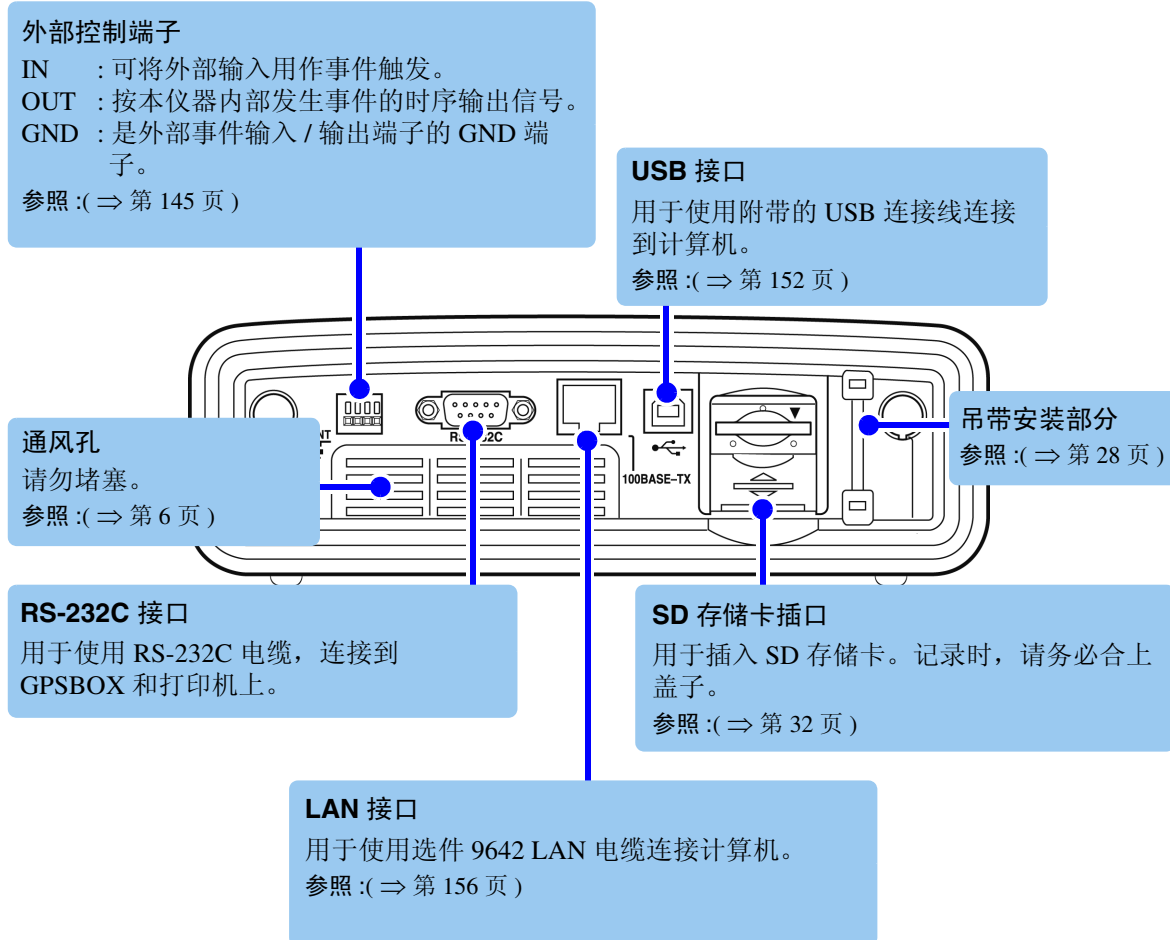 外部控制端子
IN : 可将外部输入用作事件触发。
OUT : 按本仪器内部发生事件的时序输出信号。
GND : 是外部事件输入 / 输出端子的 GND 端
子。
参照 :( ⇒ 第 145 页 )
USB 接口
用于使用附带的 USB 连接线连接
到计算机。
参照 :( ⇒ 第 152 页 )
吊带安装部分
参照 :( ⇒ 第 28 页 )
通风孔
请勿堵塞。
参照 :( ⇒ 第 6 页 )
100BASE-TX
RS-232C 接口
用于使用 RS-232C 电缆，连接到
GPSBOX 和打印机上。
SD 存储卡插口
用于插入 SD 存储卡。记录时，请务必合上
盖子。
参照 :( ⇒ 第 32 页 )
LAN 接口
用于使用选件 9642 LAN 电缆连接计算机。
参照 :( ⇒ 第 156 页 )